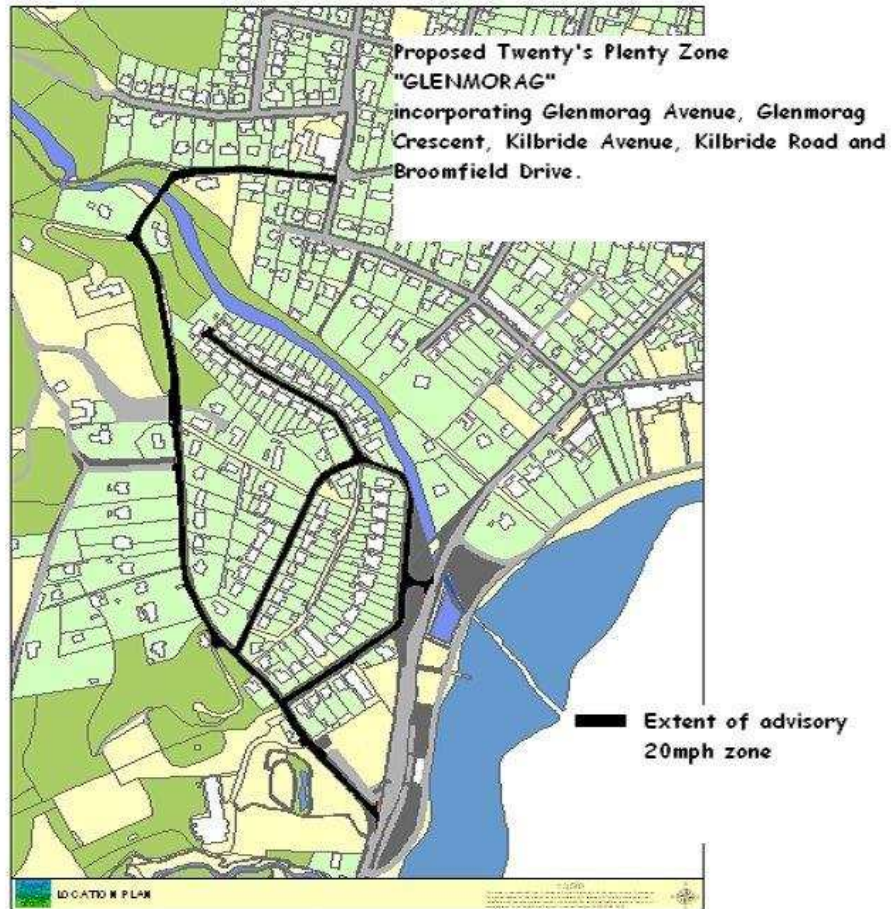 Proposed Twenty's Plenty Zone
"GLENMORAG"
incorporating Glenmorag Avenue, Glenmorag
Crescent, Kilbride Avenue, Kilbride Road and
Broomfield Drive.
Extent of advisory
20mph zone
LOCATION PLAN